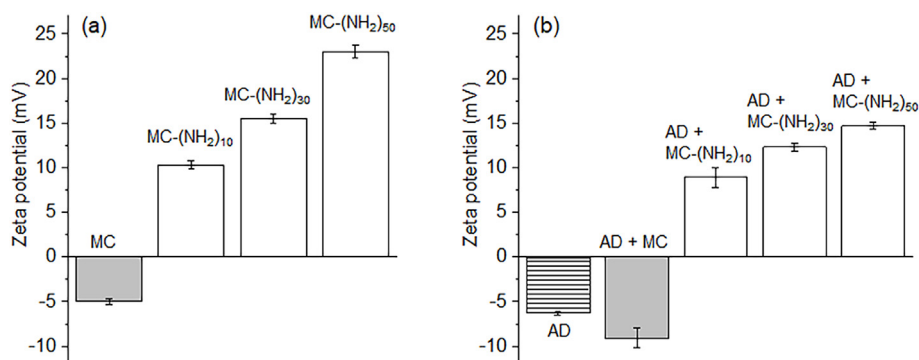 (a)
Zeta potential (mV)
25
20
15
10
5
0
-5
-10
MC
MC-(NH₂)₁₀
MC-(NH₂)₃₀
MC-(NH₂)₅₀
(b)
Zeta potential (mV)
25
20
15
10
5
0
-5
-10
AD
AD + MC
AD +
MC-(NH₂)₁₀
AD +
MC-(NH₂)₃₀
AD +
MC-(NH₂)₅₀